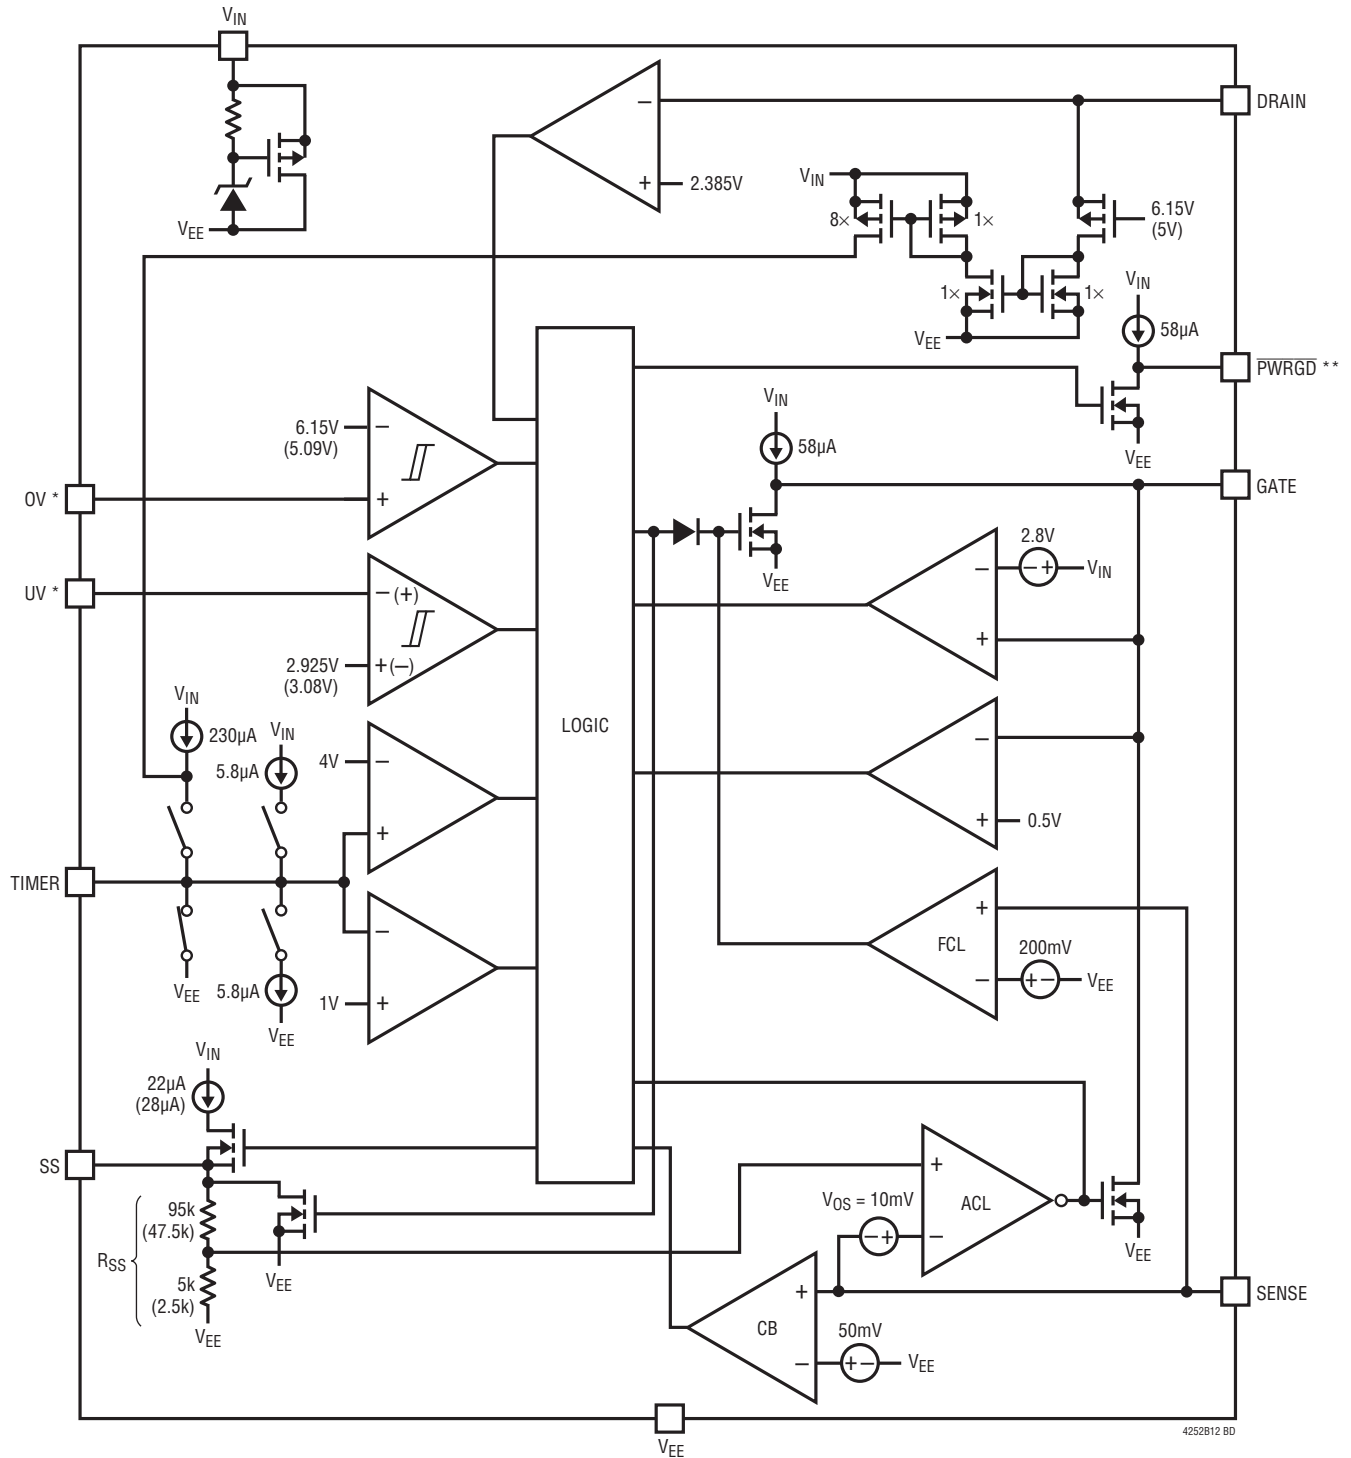 VIN
DRAIN
−
+
2.385V
VIN
8×
1×
6.15V
(5V)
VEE
1×
1×
VIN
58µA
VEE
PWRGD **
VEE
VIN
58µA
6.15V
(5.09V)
−
+
OV *
GATE
VEE
2.8V
−
− +
VIN
+
UV *
− (+)
2.925V
(3.08V)
+ (−)
LOGIC
VIN
230µA
VIN
5.8µA
4V
−
+
−
+
0.5V
TIMER
−
1V
+
VEE
5.8µA
VEE
+
FCL
−
200mV
+ −
VEE
VIN
22µA
(28µA)
SS
95k
(47.5k)
RSS
5k
(2.5k)
VEE
VEE
+
ACL
−
VOS = 10mV
− +
VEE
SENSE
+
CB
−
50mV
+ −
VEE
VEE
4252B12 BD